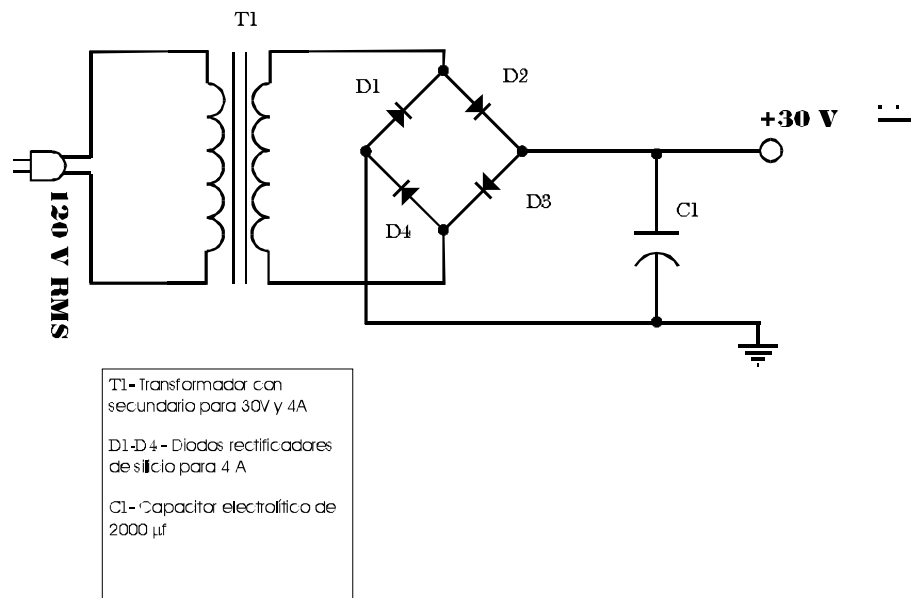 T1
D1
D2
+30 V
D3
D4
C1
120 V RMS
T1- Transformador con
secundario para 30V y 4A
D1-D4 - Diodos rectificadores
de silicio para 4 A
C1- Capacitor electrolítico de
2000 µf